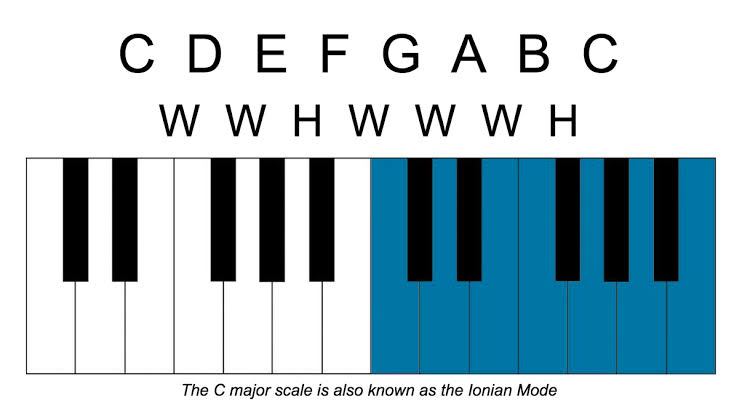 C D E F G A B C
W W H W W W H
The C major scale is also known as the Ionian Mode